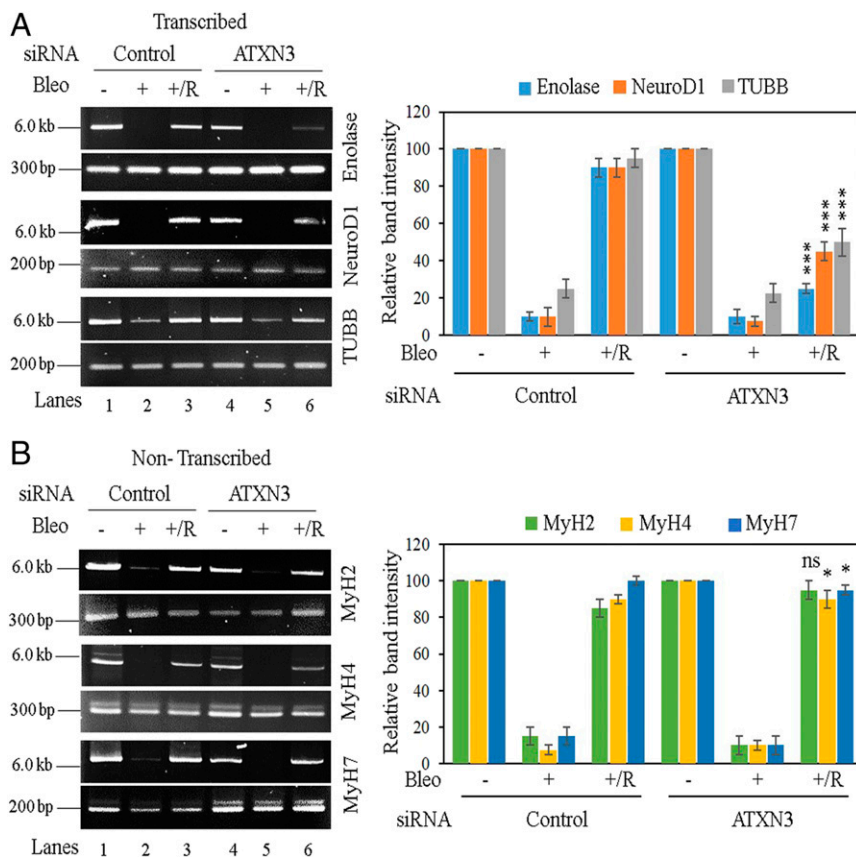 A
Transcribed
siRNA Control ATXN3
Bleo - + +/R - + +/R
6.0 kb
300 bp
Enolase
6.0 kb
200 bp
NeuroD1
6.0 kb
200 bp
TUBB
Lanes 1 2 3 4 5 6
Enolase NeuroD1 TUBB
Relative band intensity
120
100
80
60
40
20
0
*** *** ***
Bleo - + +/R - + +/R
siRNA Control ATXN3
B
Non- Transcribed
siRNA Control ATXN3
Bleo - + +/R - + +/R
6.0 kb
300 bp
MyH2
6.0 kb
300 bp
MyH4
6.0 kb
200 bp
MyH7
Lanes 1 2 3 4 5 6
MyH2 MyH4 MyH7
Relative band intensity
120
100
80
60
40
20
0
ns * *
Bleo - + +/R - + +/R
siRNA Control ATXN3